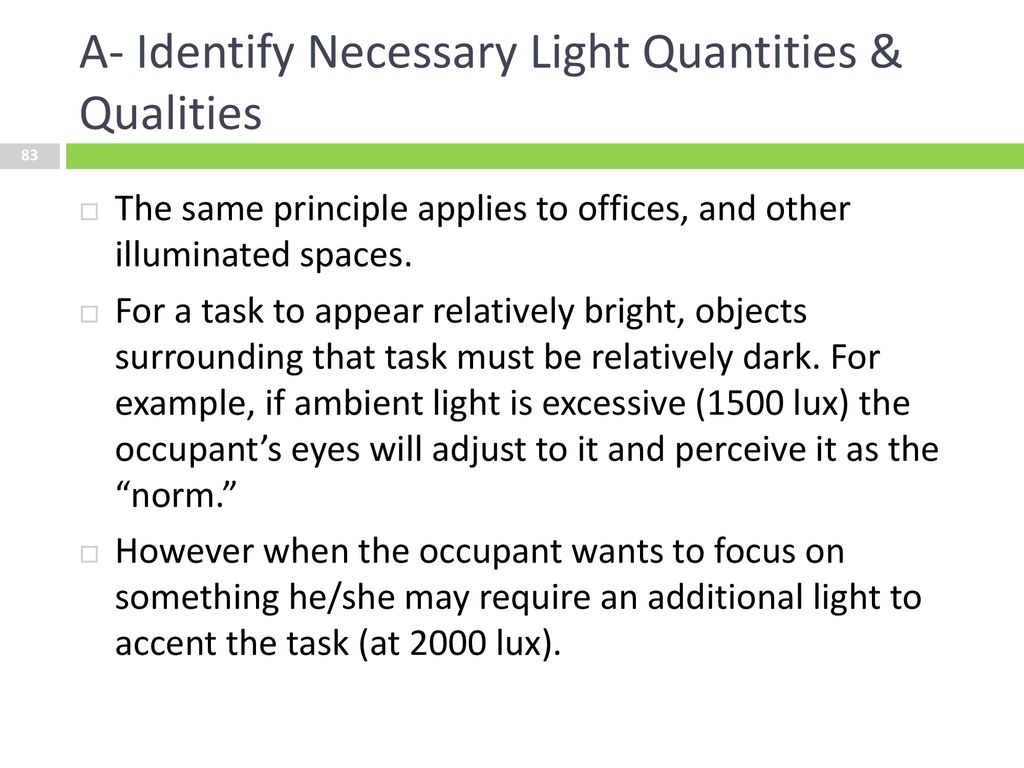 A- Identify Necessary Light Quantities &
Qualities
83
The same principle applies to offices, and other
illuminated spaces.
For a task to appear relatively bright, objects
surrounding that task must be relatively dark. For
example, if ambient light is excessive (1500 lux) the
occupant’s eyes will adjust to it and perceive it as the
“norm.”
However when the occupant wants to focus on
something he/she may require an additional light to
accent the task (at 2000 lux).